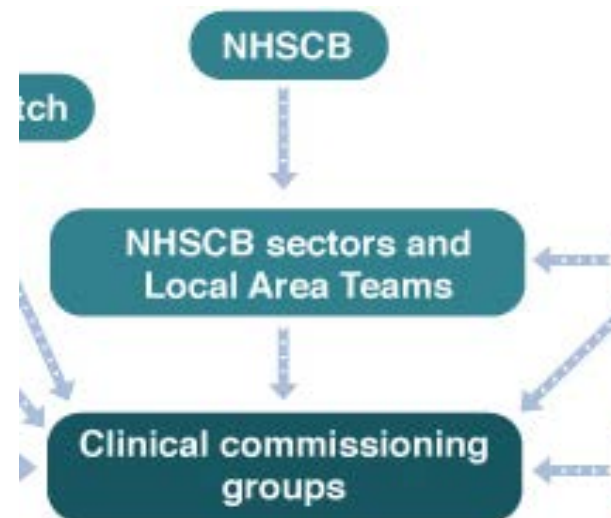 NHSCB
tch
NHSCB sectors and
Local Area Teams
Clinical commissioning
groups